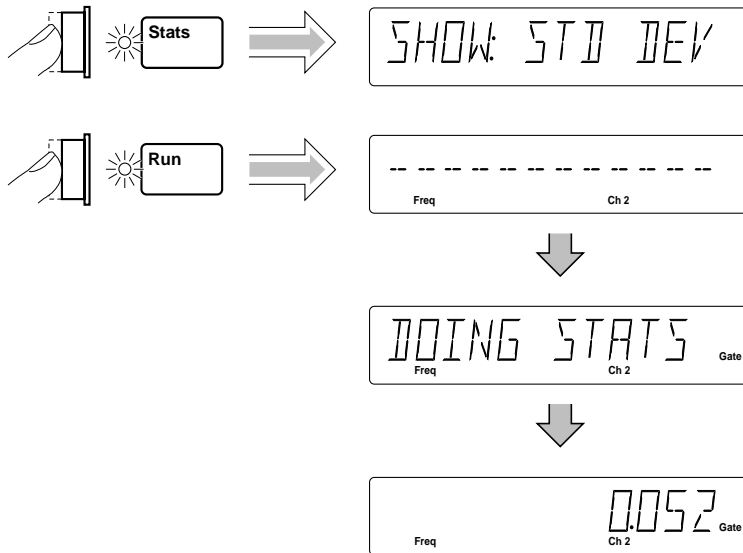 Stats
SHOW: STD DEV
Run
-- -- -- -- -- -- -- -- -- -- -- --
Freq Ch 2
DOING STATS Gate
Freq Ch 2
0.052 Gate
Freq Ch 2